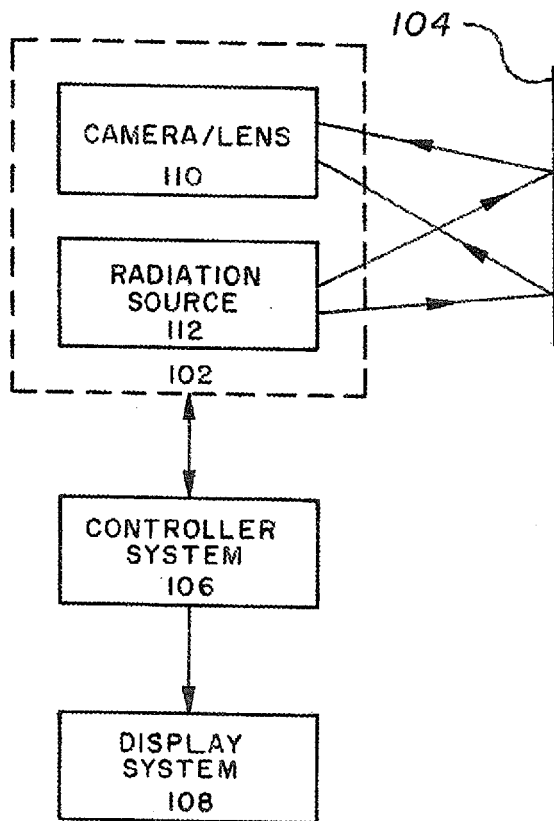 104
CAMERA/LENS
110
RADIATION
SOURCE
112
102
CONTROLLER
SYSTEM
106
DISPLAY
SYSTEM
108